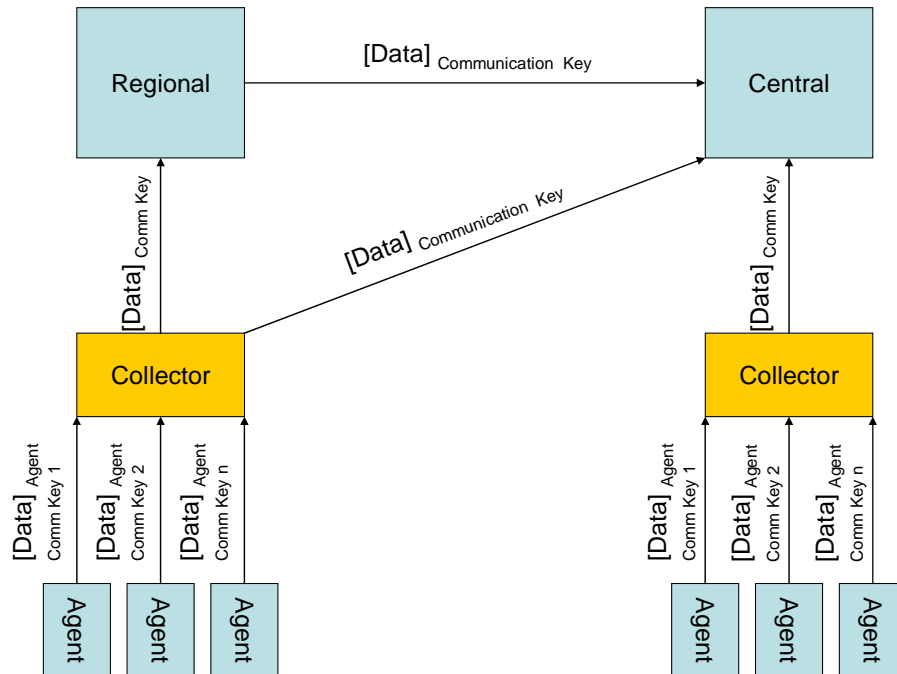 Regional
[Data] Communication Key
Central
[Data] Comm Key
[Data] Communication Key
[Data] Comm Key
Collector
Collector
[Data] Agent
Comm Key 1
[Data] Agent
Comm Key 2
[Data] Agent
Comm Key n
[Data] Agent
Comm Key 1
[Data] Agent
Comm Key 2
[Data] Agent
Comm Key n
Agent
Agent
Agent
Agent
Agent
Agent